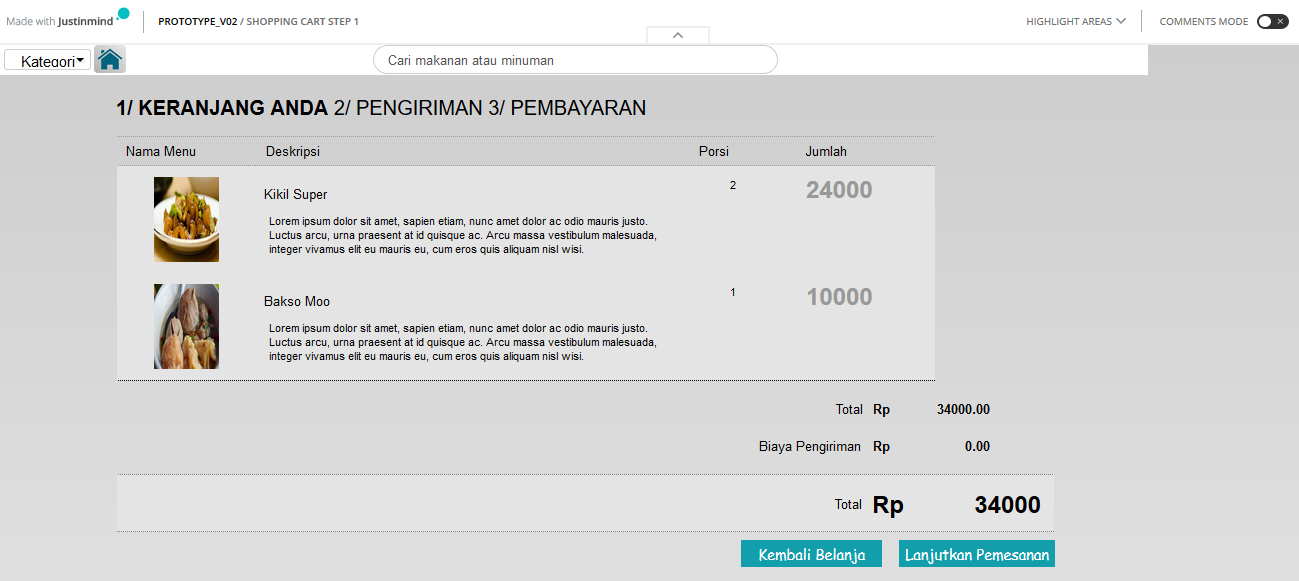 Made with Justinmind
PROTOTYPE_V02 / SHOPPING CART STEP 1
HIGHLIGHT AREAS
COMMENTS MODE
Kategori
Cari makanan atau minuman
1/ KERANJANG ANDA 2/ PENGIRIMAN 3/ PEMBAYARAN
Nama Menu Deskripsi Porsi Jumlah
Kikil Super 2 24000
Lorem ipsum dolor sit amet, sapien etiam, nunc amet dolor ac odio mauris justo.
Luctus arcu, urna praesent at id quisque ac. Arcu massa vestibulum malesuada,
integer vivamus elit eu mauris eu, cum eros quis aliquam nisl wisi.
Bakso Moo 1 10000
Lorem ipsum dolor sit amet, sapien etiam, nunc amet dolor ac odio mauris justo.
Luctus arcu, urna praesent at id quisque ac. Arcu massa vestibulum malesuada,
integer vivamus elit eu mauris eu, cum eros quis aliquam nisl wisi.
Total Rp 34000.00
Biaya Pengiriman Rp 0.00
Total Rp 34000
Kembali Belanja
Lanjutkan Pemesanan